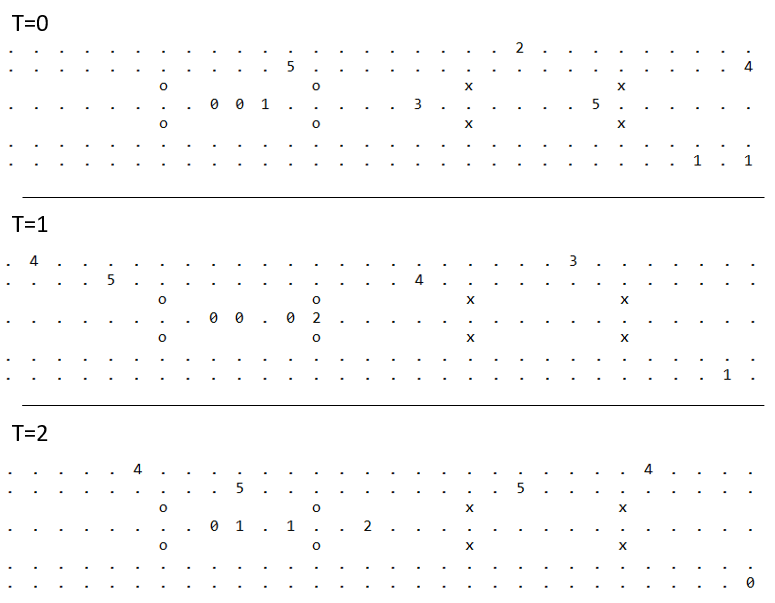 T=0
. . . . . . . . . . . . . . . . . . . . 2 . . . . . . . . .
. . . . . . . . . . . 5 . . . . . . . . . . . . . . . . . 4
o o x x
. . . . . . . . 0 0 1 . . . . . 3 . . . . . . 5 . . . . . .
o o x x
. . . . . . . . . . . . . . . . . . . . . . . . . . . . . .
. . . . . . . . . . . . . . . . . . . . . . . . . . . 1 . 1
T=1
. 4 . . . . . . . . . . . . . . . . . . . . 3 . . . . . . .
. . . . 5 . . . . . . . . . . . 4 . . . . . . . . . . . . .
o o x x
. . . . . . . . 0 0 . 0 2 . . . . . . . . . . . . . . . . .
o o x x
. . . . . . . . . . . . . . . . . . . . . . . . . . . . . .
. . . . . . . . . . . . . . . . . . . . . . . . . . . . 1 .
T=2
. . . . . 4 . . . . . . . . . . . . . . . . . . . 4 . . . .
. . . . . . . . . 5 . . . . . . . . . . 5 . . . . . . . . .
o o x x
. . . . . . . . 0 1 . 1 . . 2 . . . . . . . . . . . . . . .
o o x x
. . . . . . . . . . . . . . . . . . . . . . . . . . . . . .
. . . . . . . . . . . . . . . . . . . . . . . . . . . . . 0